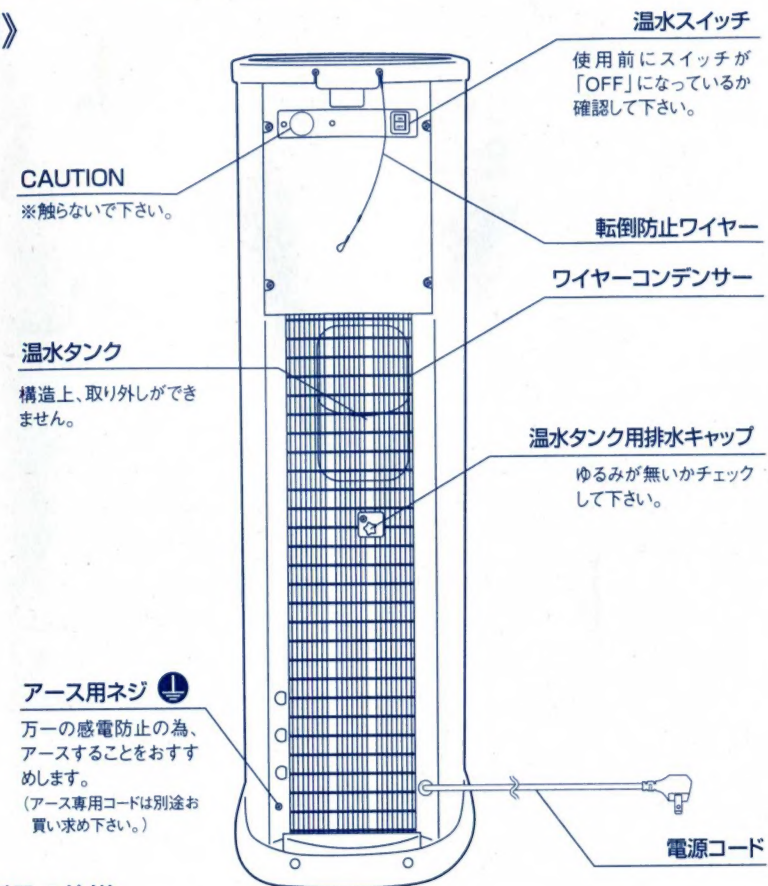 》
温水スイッチ
使用前にスイッチが
「OFF」になっているか
確認して下さい。
CAUTION
※触らないで下さい。
転倒防止ワイヤー
ワイヤーコンデンサー
温水タンク
構造上、取り外しができ
ません。
温水タンク用排水キャップ
ゆるみが無いかチェック
して下さい。
アース用ネジ
万一の感電防止の為、
アースすることをおすす
めします。
(アース専用コードは別途お
買い求め下さい。)
電源コード